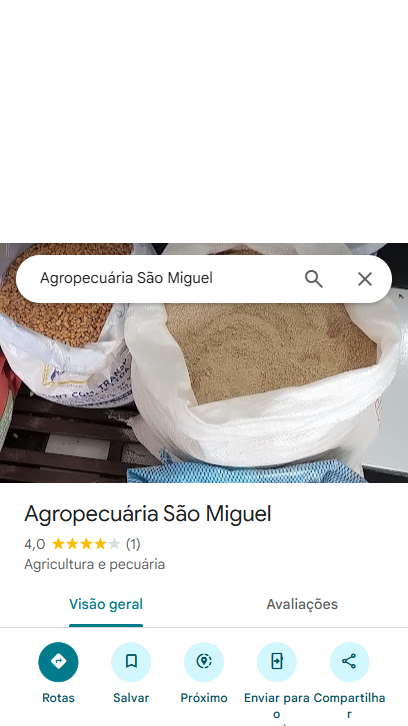 Agropecuária São Miguel
Agropecuária São Miguel
4,0 (1)
Agricultura e pecuária
Visão geral Avaliações
Rotas Salvar Próximo Enviar para o Compartilhar